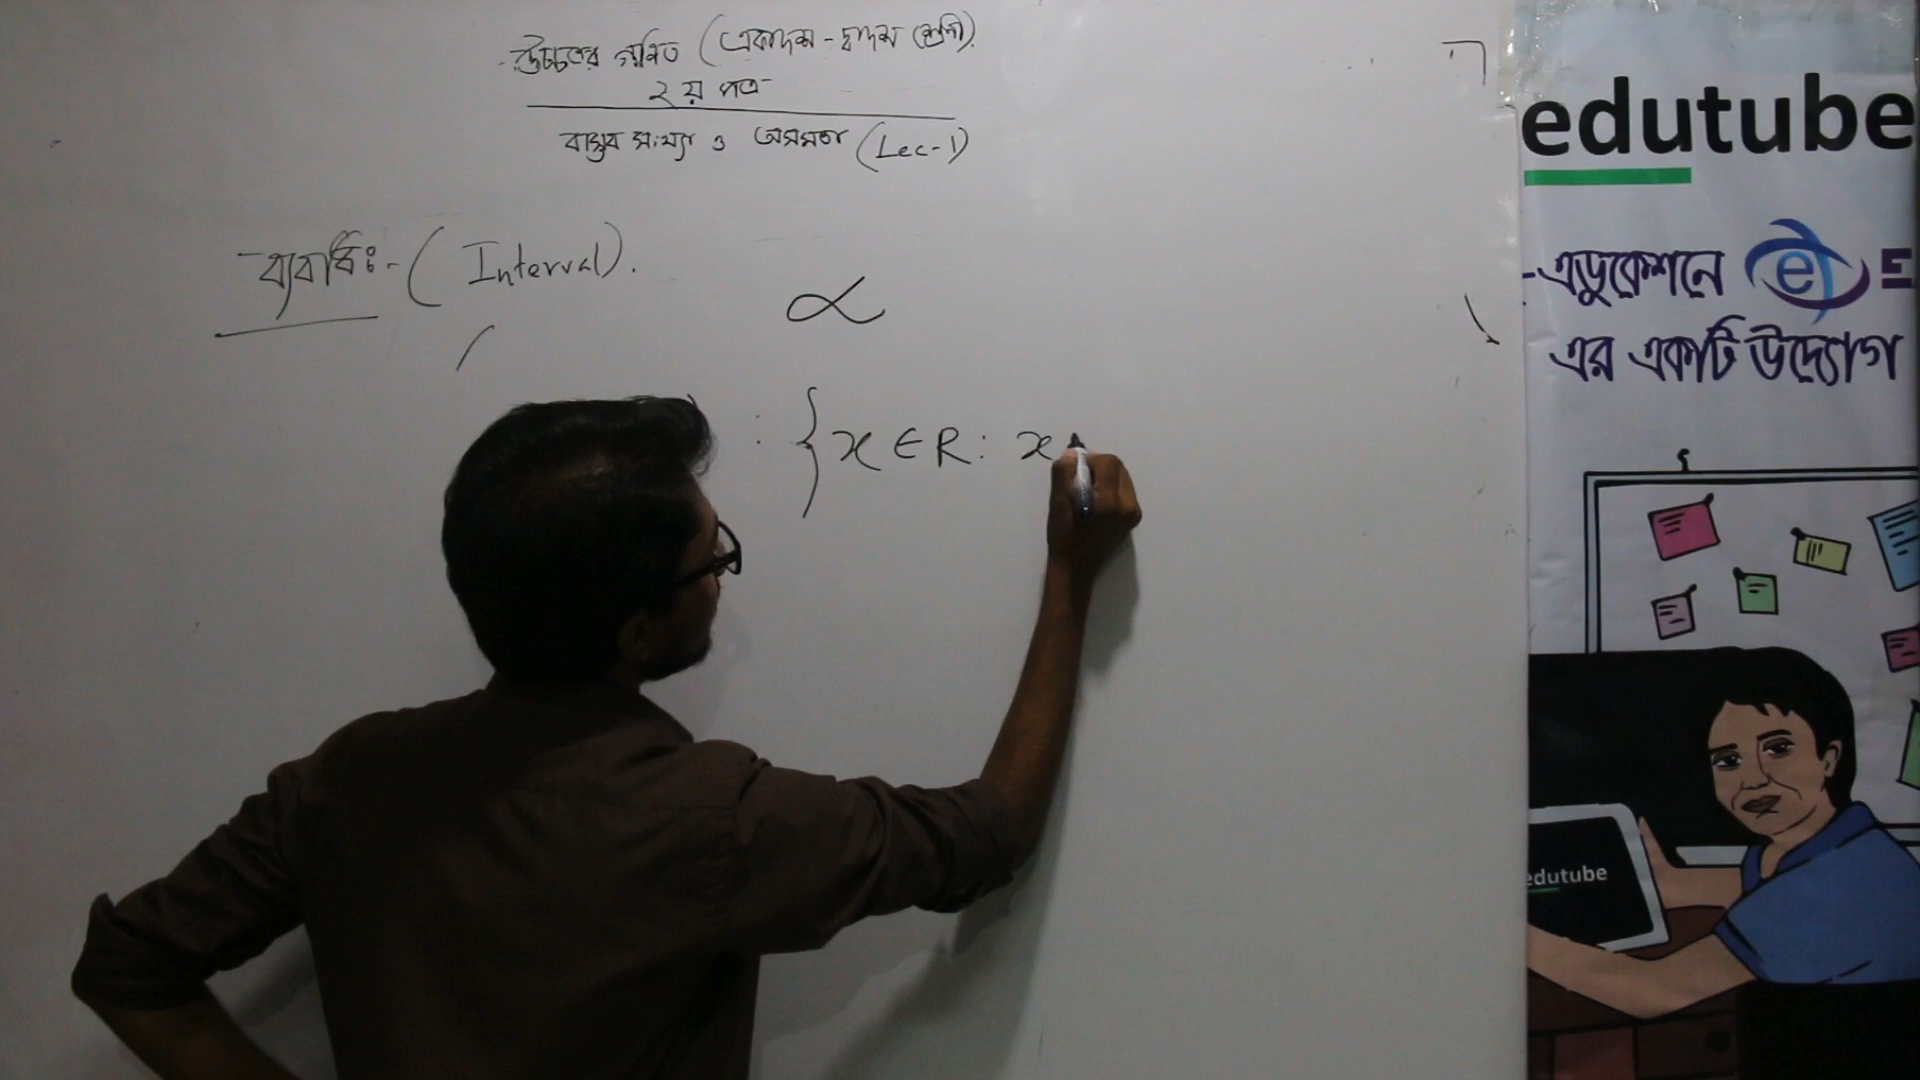 উচ্চতর গণিত (একাদশ - দ্বাদশ শ্রেণী).
২য় পত্র
বাস্তব সংখ্যা ও অসমতা (Lec-1)
ব্যবধিঃ- (Interval).
∝
: { x ∈ R : x
edutube
-এডুকেশনে e E
এর একটি উদ্যোগ
edutube